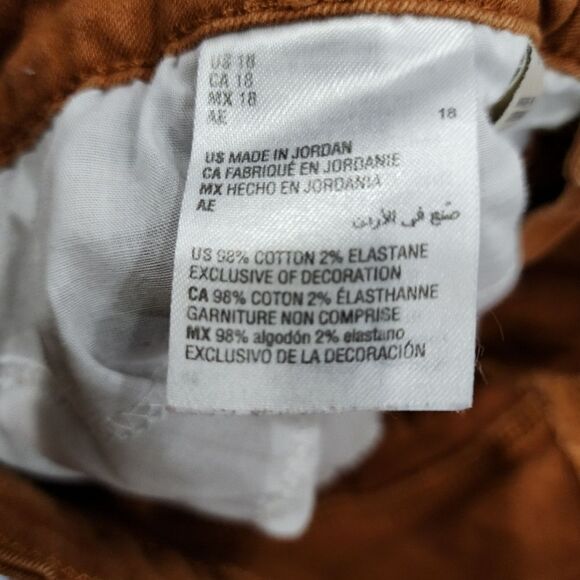 US 18
CA 18
MX 18
AE
18
US MADE IN JORDAN
CA FABRIQUÉ EN JORDANIE
MX HECHO EN JORDANIA
AE
صنع في الأردن
US 98% COTTON 2% ELASTANE
EXCLUSIVE OF DECORATION
CA 98% COTON 2% ÉLASTHANNE
GARNITURE NON COMPRISE
MX 98% algodón 2% elastano
EXCLUSIVO DE LA DECORACIÓN